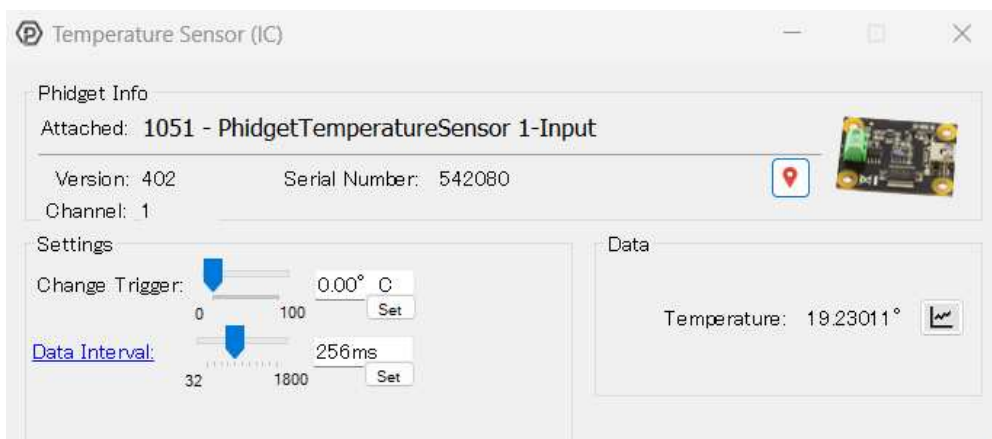 Temperature Sensor (IC)
Phidget Info
Attached: 1051 - PhidgetTemperatureSensor 1-Input
Version: 402 Serial Number: 542080
Channel: 1
Settings
Change Trigger: 0.00° C
0 100 Set
Data Interval: 256ms
32 1800 Set
Data
Temperature: 19.23011°